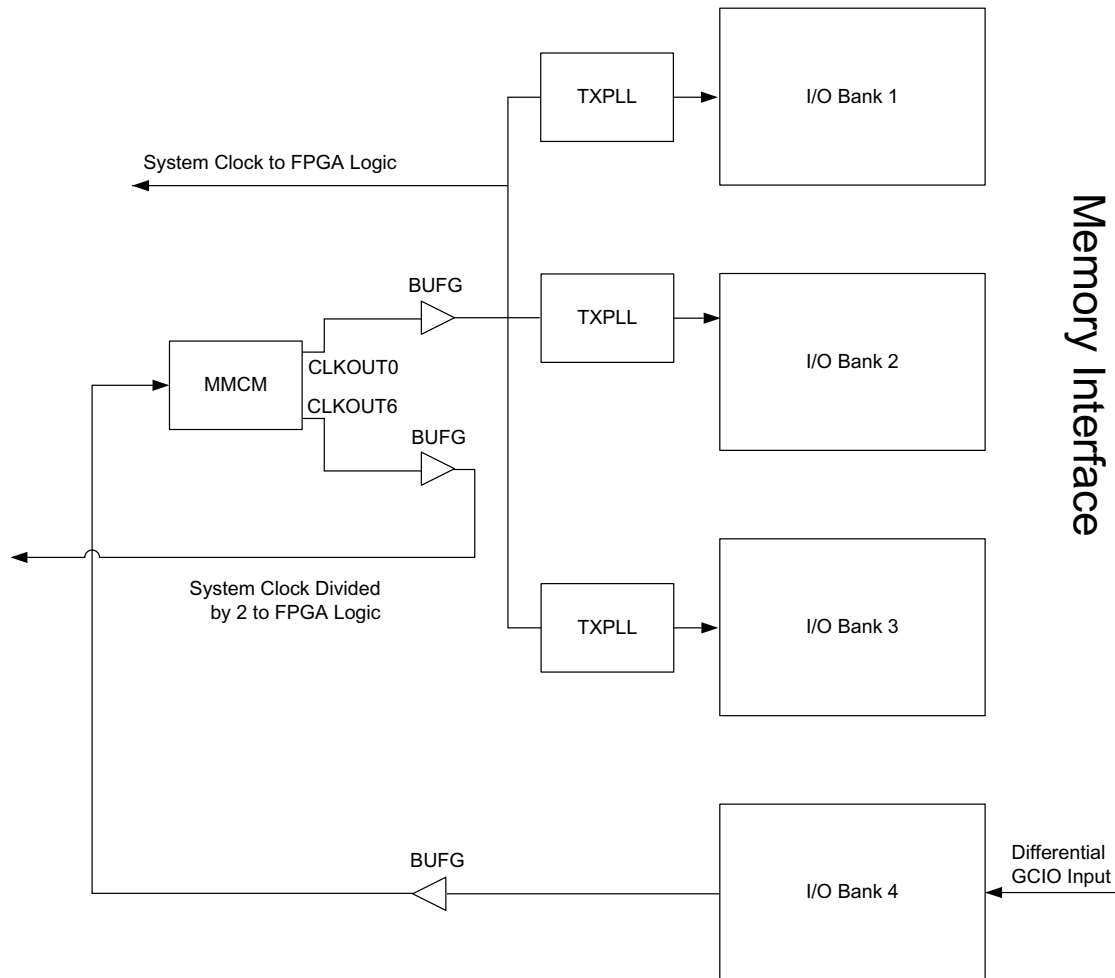 TXPLL
I/O Bank 1
System Clock to FPGA Logic
Memory Interface
BUFG
TXPLL
I/O Bank 2
CLKOUT0
MMCM
CLKOUT6
BUFG
System Clock Divided
by 2 to FPGA Logic
TXPLL
I/O Bank 3
BUFG
I/O Bank 4
Differential
GCIO Input